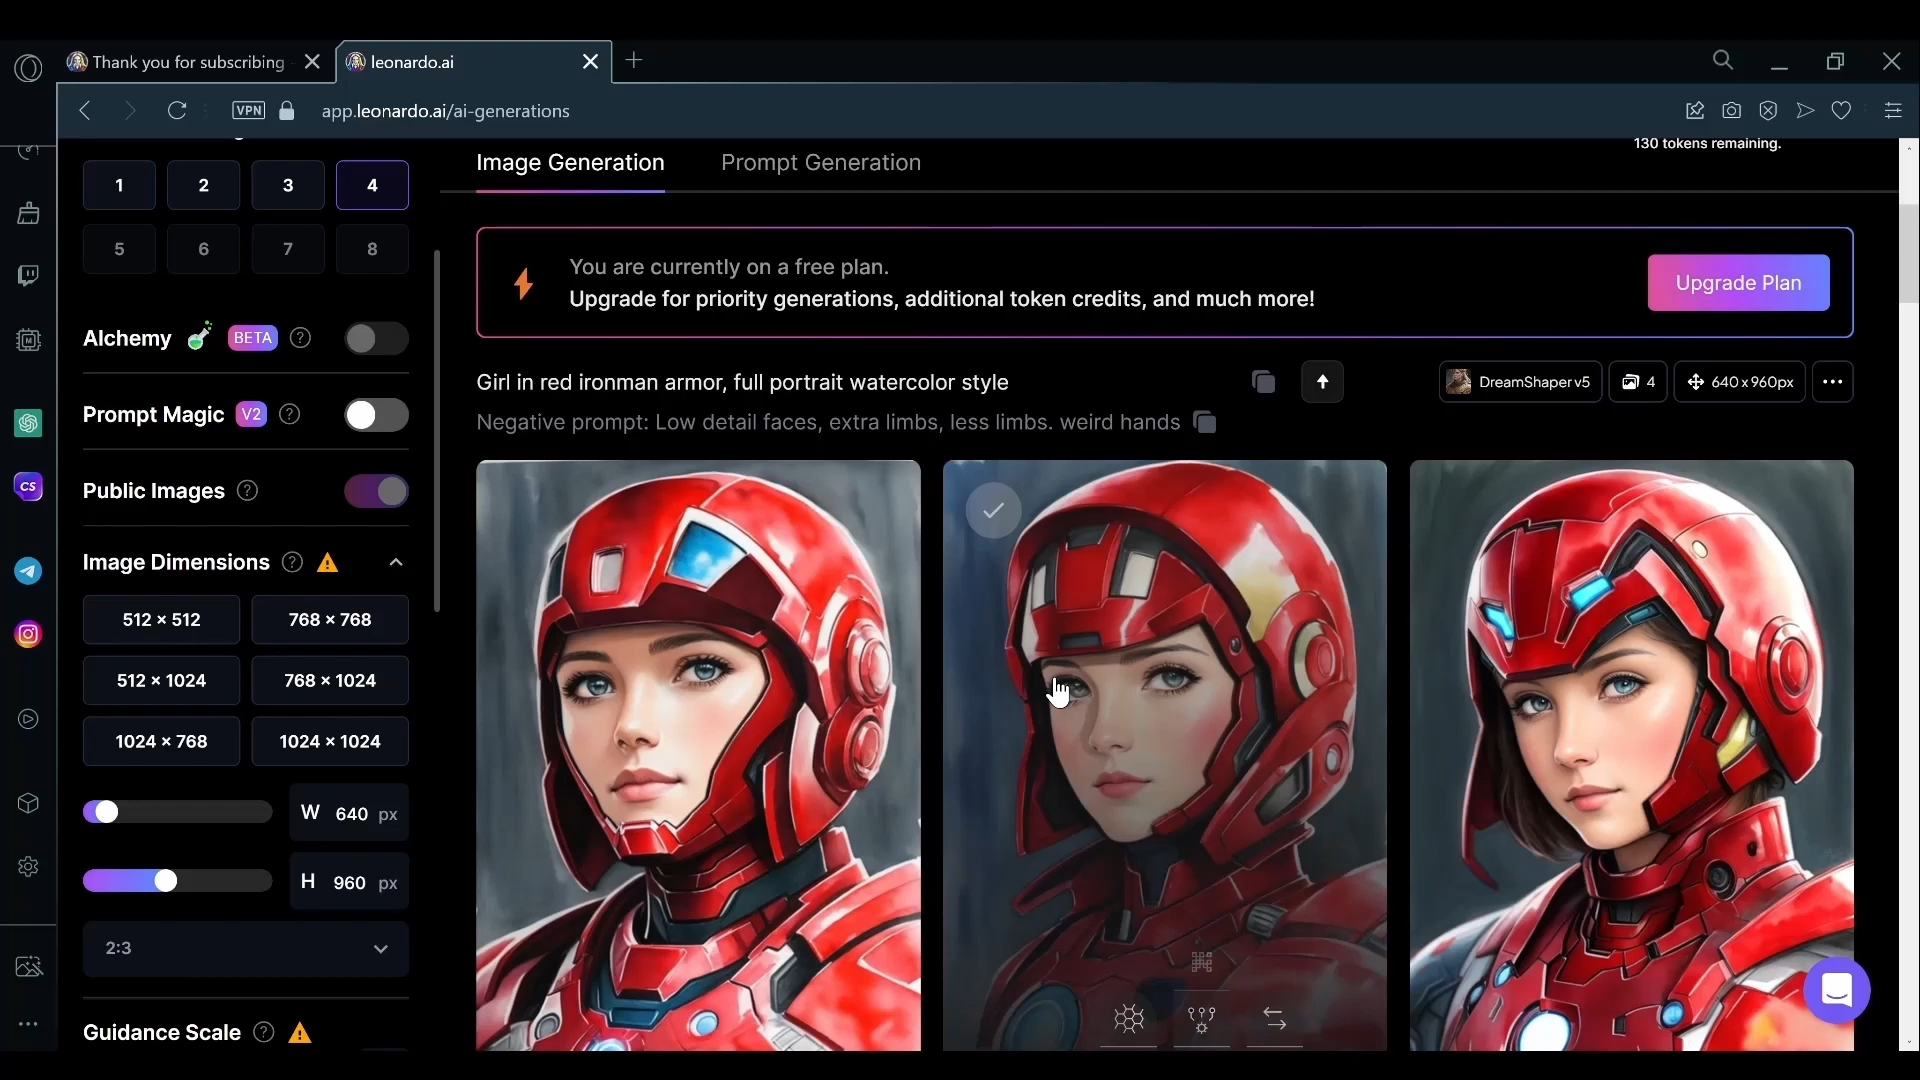 Thank you for subscribing
leonardo.ai
VPN
app.leonardo.ai/ai-generations
130 tokens remaining.
Image Generation
Prompt Generation
1
2
3
4
5
6
7
8
You are currently on a free plan.
Upgrade for priority generations, additional token credits, and much more!
Upgrade Plan
Alchemy BETA ?
Prompt Magic V2 ?
Public Images ?
Image Dimensions ?
512 × 512
768 × 768
512 × 1024
768 × 1024
1024 × 768
1024 × 1024
W 640 px
H 960 px
2:3
Guidance Scale ?
Girl in red ironman armor, full portrait watercolor style
Negative prompt: Low detail faces, extra limbs, less limbs. weird hands
DreamShaper v5
4
640 x 960px
CS
M